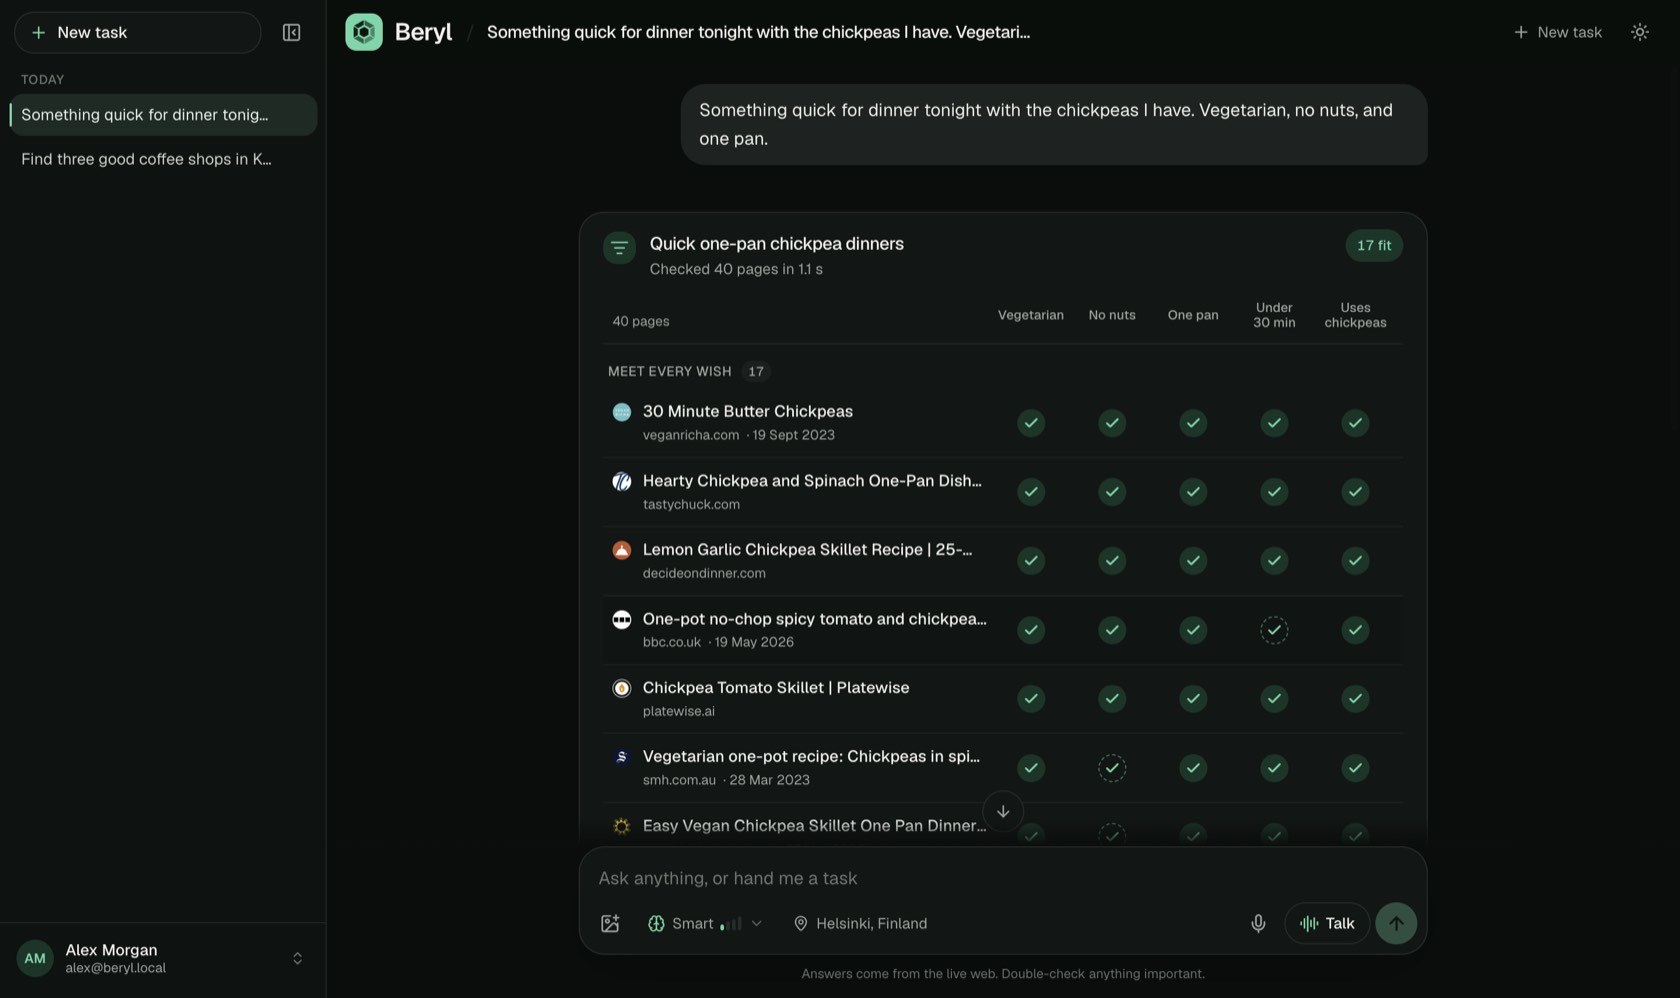 New task
TODAY
Something quick for dinner tonig...
Find three good coffee shops in K...
Alex Morgan
AM
alex@beryl.local
Beryl / Something quick for dinner tonight with the chickpeas I have. Vegetari...
New task
Something quick for dinner tonight with the chickpeas I have. Vegetarian, no nuts, and
one pan.
Quick one-pan chickpea dinners
17 fit
Checked 40 pages in 1.1 s
40 pages
Vegetarian
No nuts
One pan
Under
30 min
Uses
chickpeas
MEET EVERY WISH 17
30 Minute Butter Chickpeas
veganricha.com · 19 Sept 2023
Hearty Chickpea and Spinach One-Pan Dish...
tastychuck.com
Lemon Garlic Chickpea Skillet Recipe | 25-...
decideondinner.com
One-pot no-chop spicy tomato and chickpea...
bbc.co.uk · 19 May 2026
Chickpea Tomato Skillet | Platewise
platewise.ai
Vegetarian one-pot recipe: Chickpeas in spi...
smh.com.au · 28 Mar 2023
Easy Vegan Chickpea Skillet One Pan Dinner...
Ask anything, or hand me a task
Smart
Helsinki, Finland
Talk
Answers come from the live web. Double-check anything important.